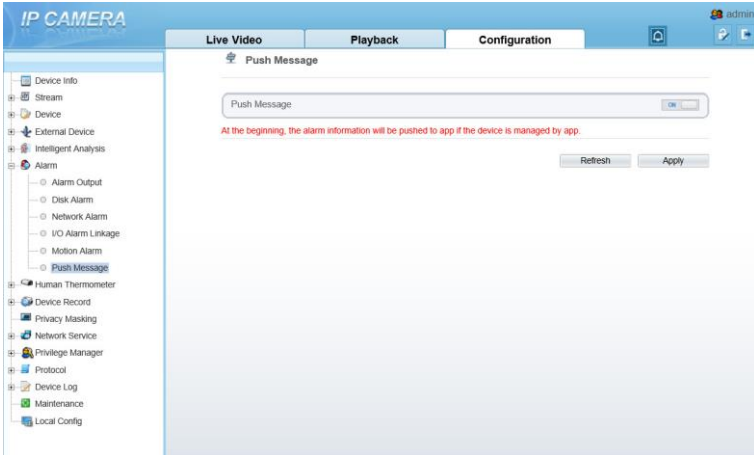 IP CAMERA
admin
Live Video
Playback
Configuration
Push Message
Device Info
Stream
Device
External Device
Intelligent Analysis
Alarm
Alarm Output
Disk Alarm
Network Alarm
I/O Alarm Linkage
Motion Alarm
Push Message
Human Thermometer
Device Record
Privacy Masking
Network Service
Privilege Manager
Protocol
Device Log
Maintenance
Local Config
Push Message
ON
At the beginning, the alarm information will be pushed to app if the device is managed by app.
Refresh
Apply